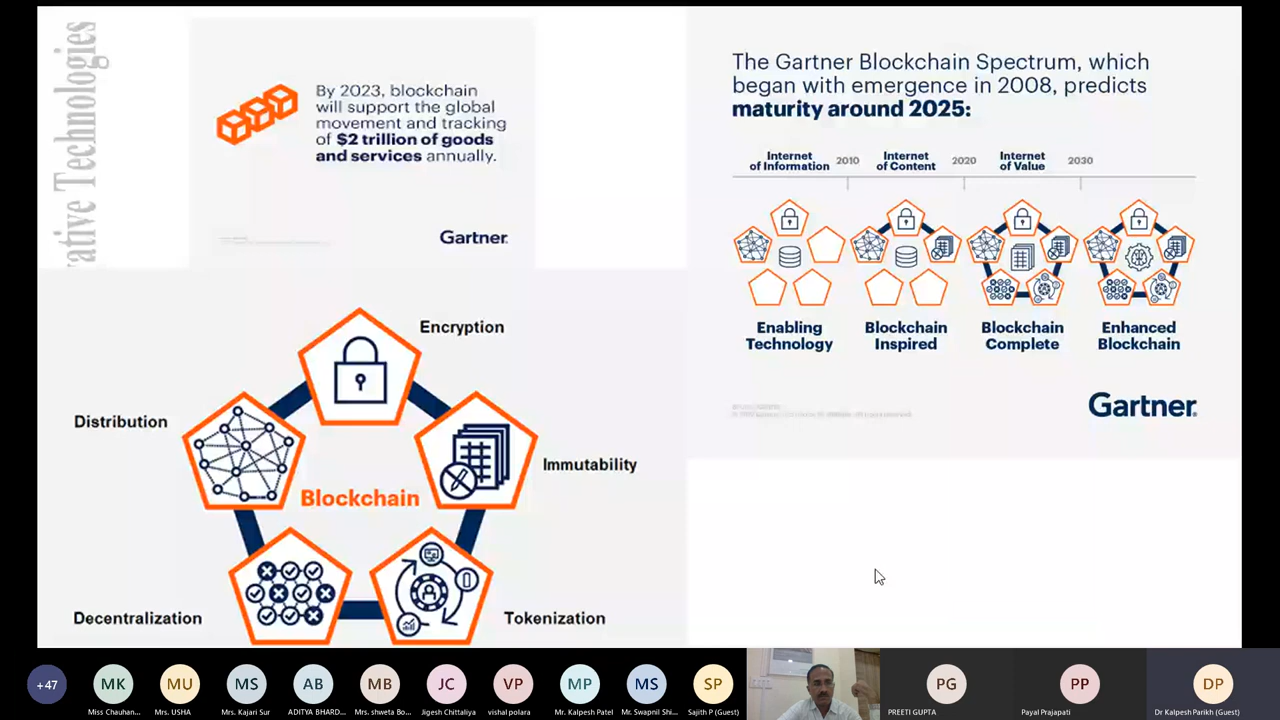 ative Technologies
By 2023, blockchain
will support the global
movement and tracking
of $2 trillion of goods
and services annually.
Gartner
The Gartner Blockchain Spectrum, which
began with emergence in 2008, predicts
maturity around 2025:
Internet
of Information
2010
Internet
of Content
2020
Internet
of Value
2030
Enabling
Technology
Blockchain
Inspired
Blockchain
Complete
Enhanced
Blockchain
Gartner
Encryption
Distribution
Immutability
Blockchain
Decentralization
Tokenization
+47
MK
MU
MS
AB
MB
JC
VP
MP
MS
SP
PG
PP
DP
Miss Chauhan...
Mrs. USHA
Mrs. Kajari Sur
ADITYA BHARD...
Mrs. shweta Bo...
Jigesh Chittaliya
vishal polara
Mr. Kalpesh Patel
Mr. Swapnil Shi...
Sajith P (Guest)
PREETI GUPTA
Payal Prajapati
Dr Kalpesh Parikh (Guest)